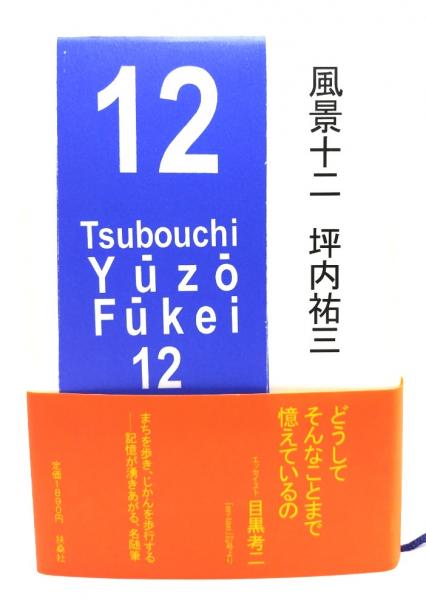 風景十二 坪内祐三
12
Tsubouchi
Yūzō
Fūkei
12
どうして
そんなことまで
憶えているの
エッセイスト 目黒考二
まちを歩き、じかんを歩行する
――記憶が湧きあがる、名随筆
定価1890円 扶桑社